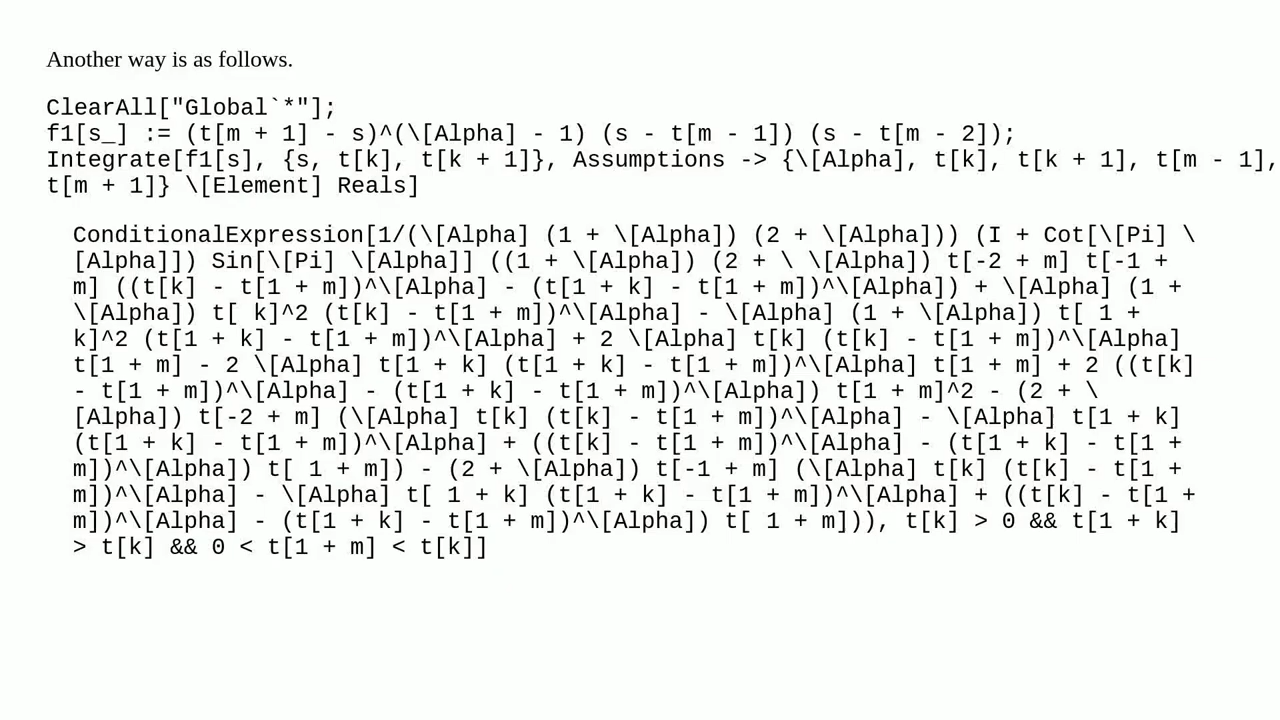 Another way is as follows.
ClearAll["Global`*"];
f1[s_] := (t[m + 1] - s)^(\[Alpha] - 1) (s - t[m - 1]) (s - t[m - 2]);
Integrate[f1[s], {s, t[k], t[k + 1]}, Assumptions -> {\[Alpha], t[k], t[k + 1], t[m - 1],
t[m + 1]} \[Element] Reals]
ConditionalExpression[1/(\[Alpha] (1 + \[Alpha]) (2 + \[Alpha])) (I + Cot[\[Pi] \
[Alpha]]) Sin[\[Pi] \[Alpha]] ((1 + \[Alpha]) (2 + \ \[Alpha]) t[-2 + m] t[-1 +
m] ((t[k] - t[1 + m])^\[Alpha] - (t[1 + k] - t[1 + m])^\[Alpha]) + \[Alpha] (1 +
\[Alpha]) t[ k]^2 (t[k] - t[1 + m])^\[Alpha] - \[Alpha] (1 + \[Alpha]) t[ 1 +
k]^2 (t[1 + k] - t[1 + m])^\[Alpha] + 2 \[Alpha] t[k] (t[k] - t[1 + m])^\[Alpha]
t[1 + m] - 2 \[Alpha] t[1 + k] (t[1 + k] - t[1 + m])^\[Alpha] t[1 + m] + 2 ((t[k]
- t[1 + m])^\[Alpha] - (t[1 + k] - t[1 + m])^\[Alpha]) t[1 + m]^2 - (2 + \
[Alpha]) t[-2 + m] (\[Alpha] t[k] (t[k] - t[1 + m])^\[Alpha] - \[Alpha] t[1 + k]
(t[1 + k] - t[1 + m])^\[Alpha] + ((t[k] - t[1 + m])^\[Alpha] - (t[1 + k] - t[1 +
m])^\[Alpha]) t[ 1 + m]) - (2 + \[Alpha]) t[-1 + m] (\[Alpha] t[k] (t[k] - t[1 +
m])^\[Alpha] - \[Alpha] t[ 1 + k] (t[1 + k] - t[1 + m])^\[Alpha] + ((t[k] - t[1 +
m])^\[Alpha] - (t[1 + k] - t[1 + m])^\[Alpha]) t[ 1 + m])), t[k] > 0 && t[1 + k]
> t[k] && 0 < t[1 + m] < t[k]]